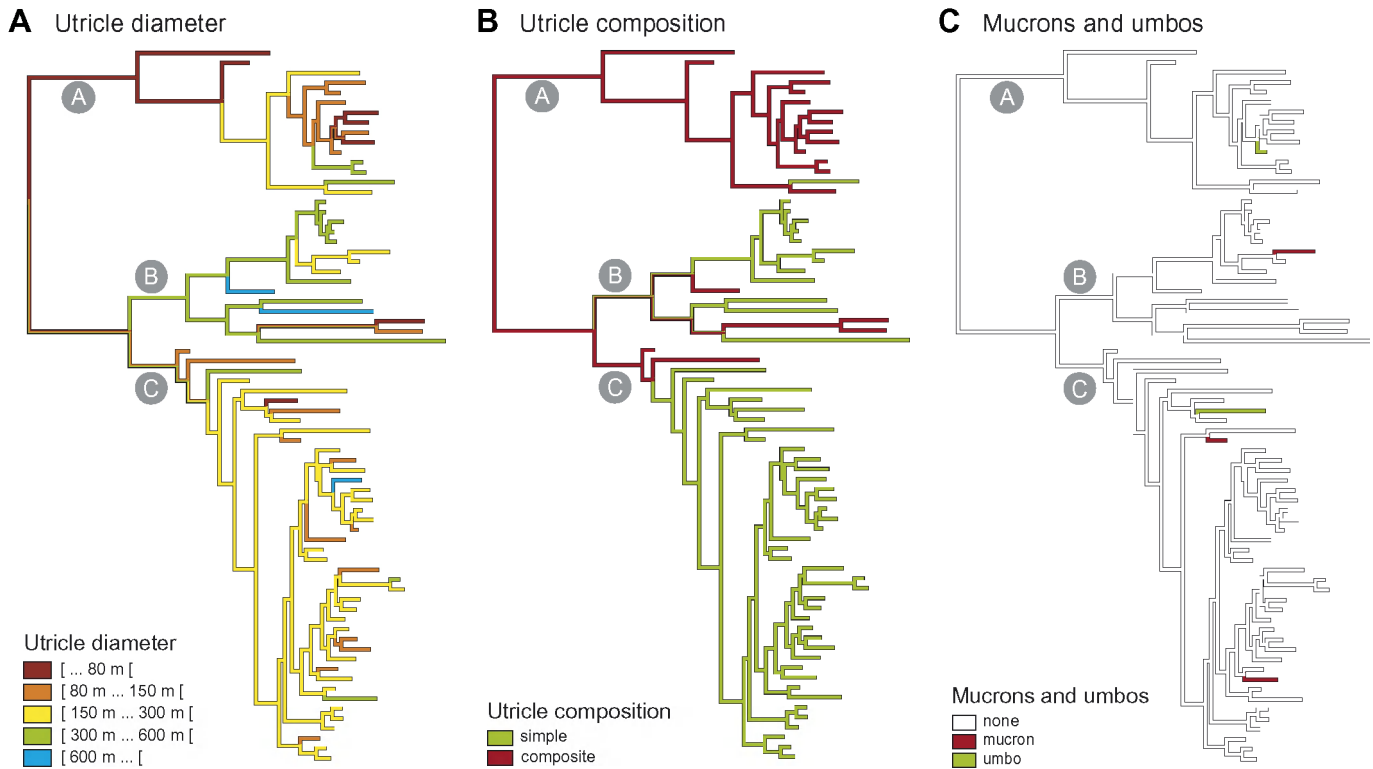 A Utricle diameter
B Utricle composition
C Mucrons and umbos
A
A
A
B
B
B
C
C
C
Utricle diameter
[ ... 80 m [
[ 80 m ... 150 m [
[ 150 m ... 300 m [
[ 300 m ... 600 m [
[ 600 m ... [
Utricle composition
simple
composite
Mucrons and umbos
none
mucron
umbo